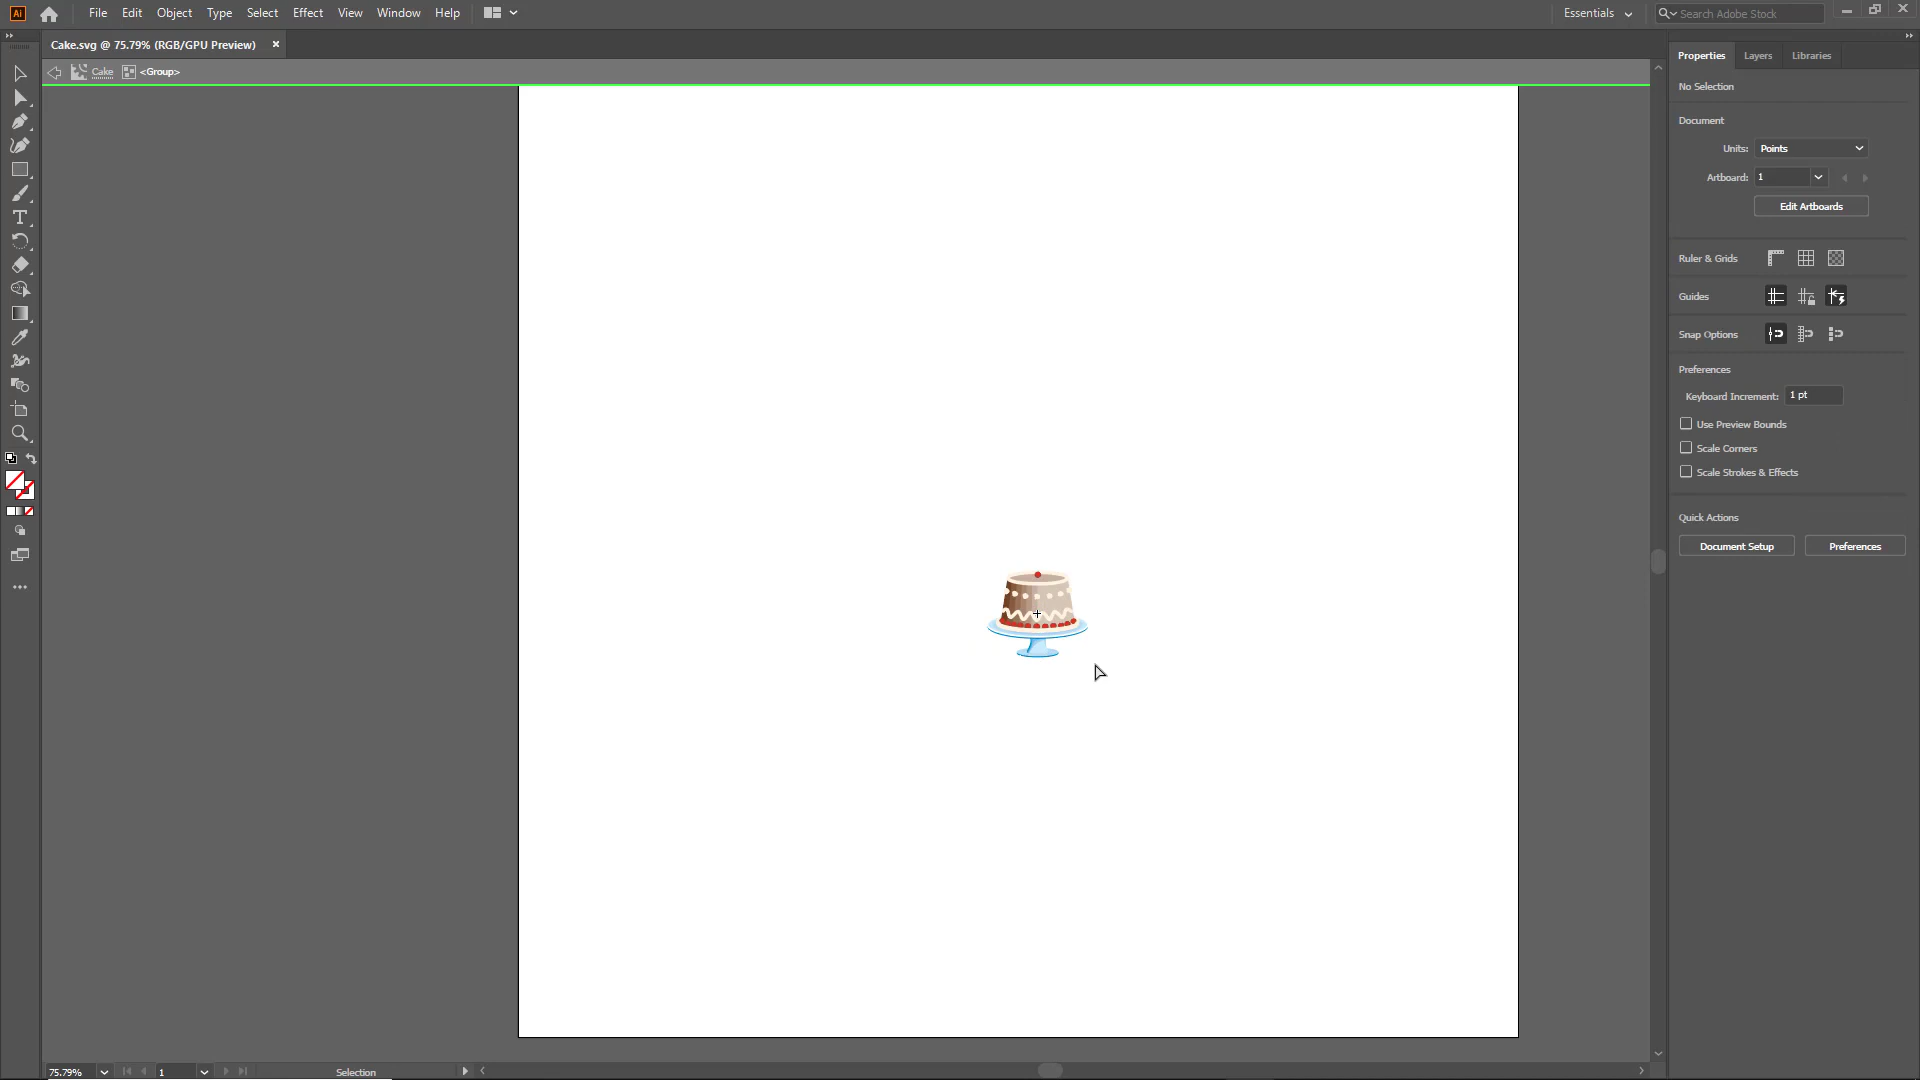 Ai File Edit Object Type Select Effect View Window Help Essentials Search Adobe Stock
Cake.svg @ 75.79% (RGB/GPU Preview) ×
Cake <Group>
Properties Layers Libraries
No Selection
Document
Units: Points
Artboard: 1
Edit Artboards
Ruler & Grids
Guides
Snap Options
Preferences
Keyboard Increment: 1 pt
Use Preview Bounds
Scale Corners
Scale Strokes & Effects
Quick Actions
Document Setup Preferences
75.79% 1 Selection